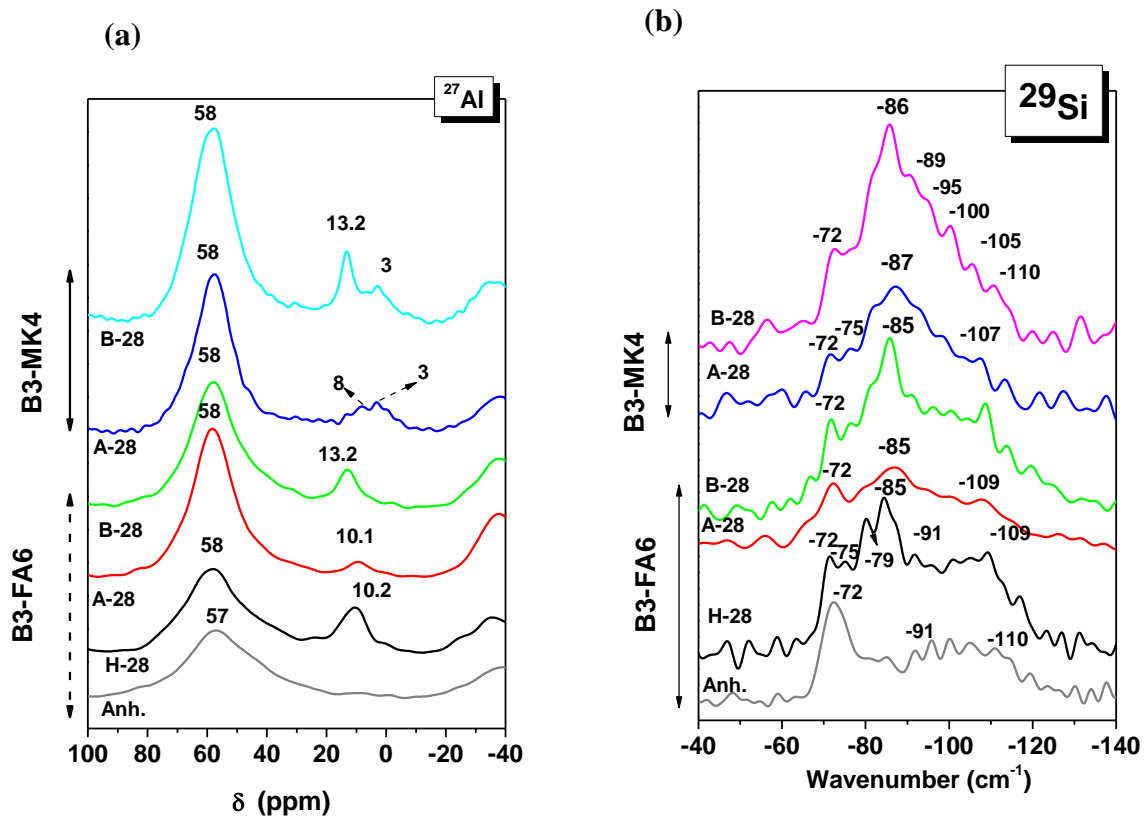 (a)
(b)
27Al
58
13.2
3
58
B-28
8
3
58
A-28
58
13.2
B-28
10.1
58
A-28
10.2
57
H-28
Anh.
B3-MK4
B3-FA6
100 80 60 40 20 0 -20 -40
δ (ppm)
29Si
-86
-89
-95
-100
-72
-105
-110
-87
B-28
-72
-75
-85
-107
A-28
-72
-85
B-28
-72
-109
A-28
-85
-72
-75
-79
-91
-109
H-28
-72
-91
-110
Anh.
B3-MK4
B3-FA6
-40 -60 -80 -100 -120 -140
Wavenumber (cm-1)